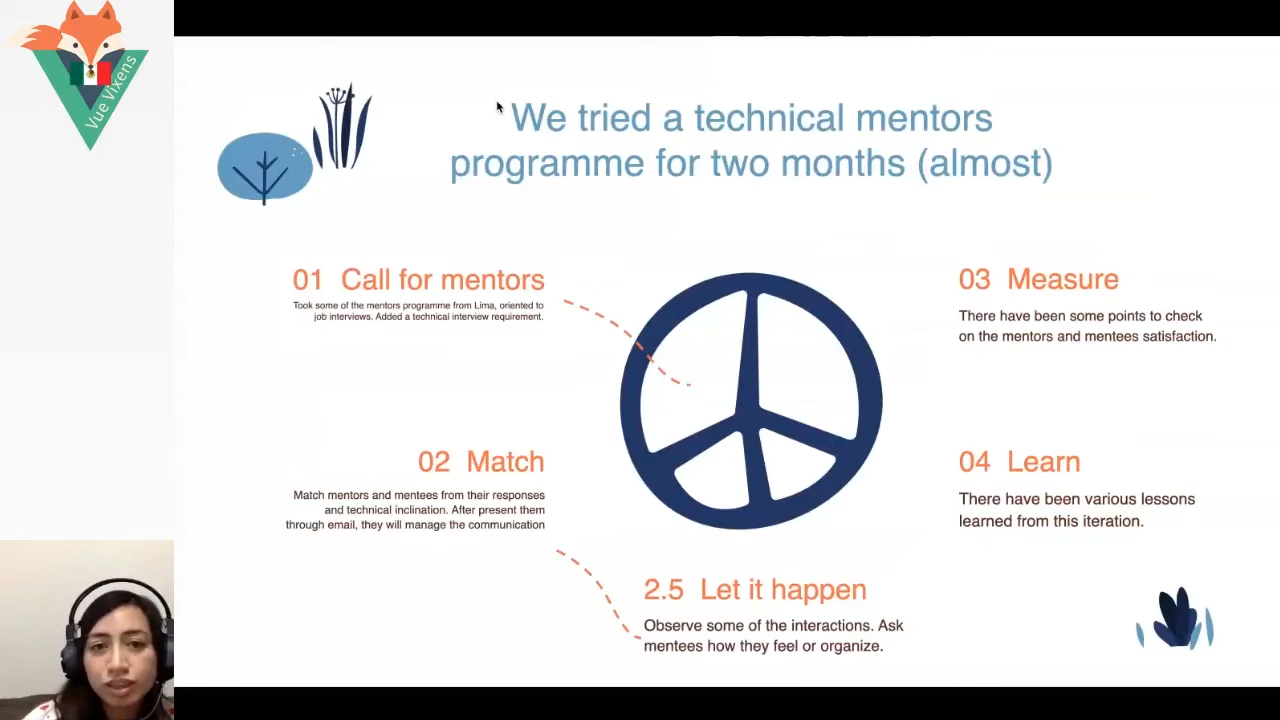 Vue Vixens
We tried a technical mentors
programme for two months (almost)
01 Call for mentors
Took some of the mentors programme from Lima, oriented to
job interviews. Added a technical interview requirement.
02 Match
Match mentors and mentees from their responses
and technical inclination. After present them
through email, they will manage the communication
2.5 Let it happen
Observe some of the interactions. Ask
mentees how they feel or organize.
03 Measure
There have been some points to check
on the mentors and mentees satisfaction.
04 Learn
There have been various lessons
learned from this iteration.